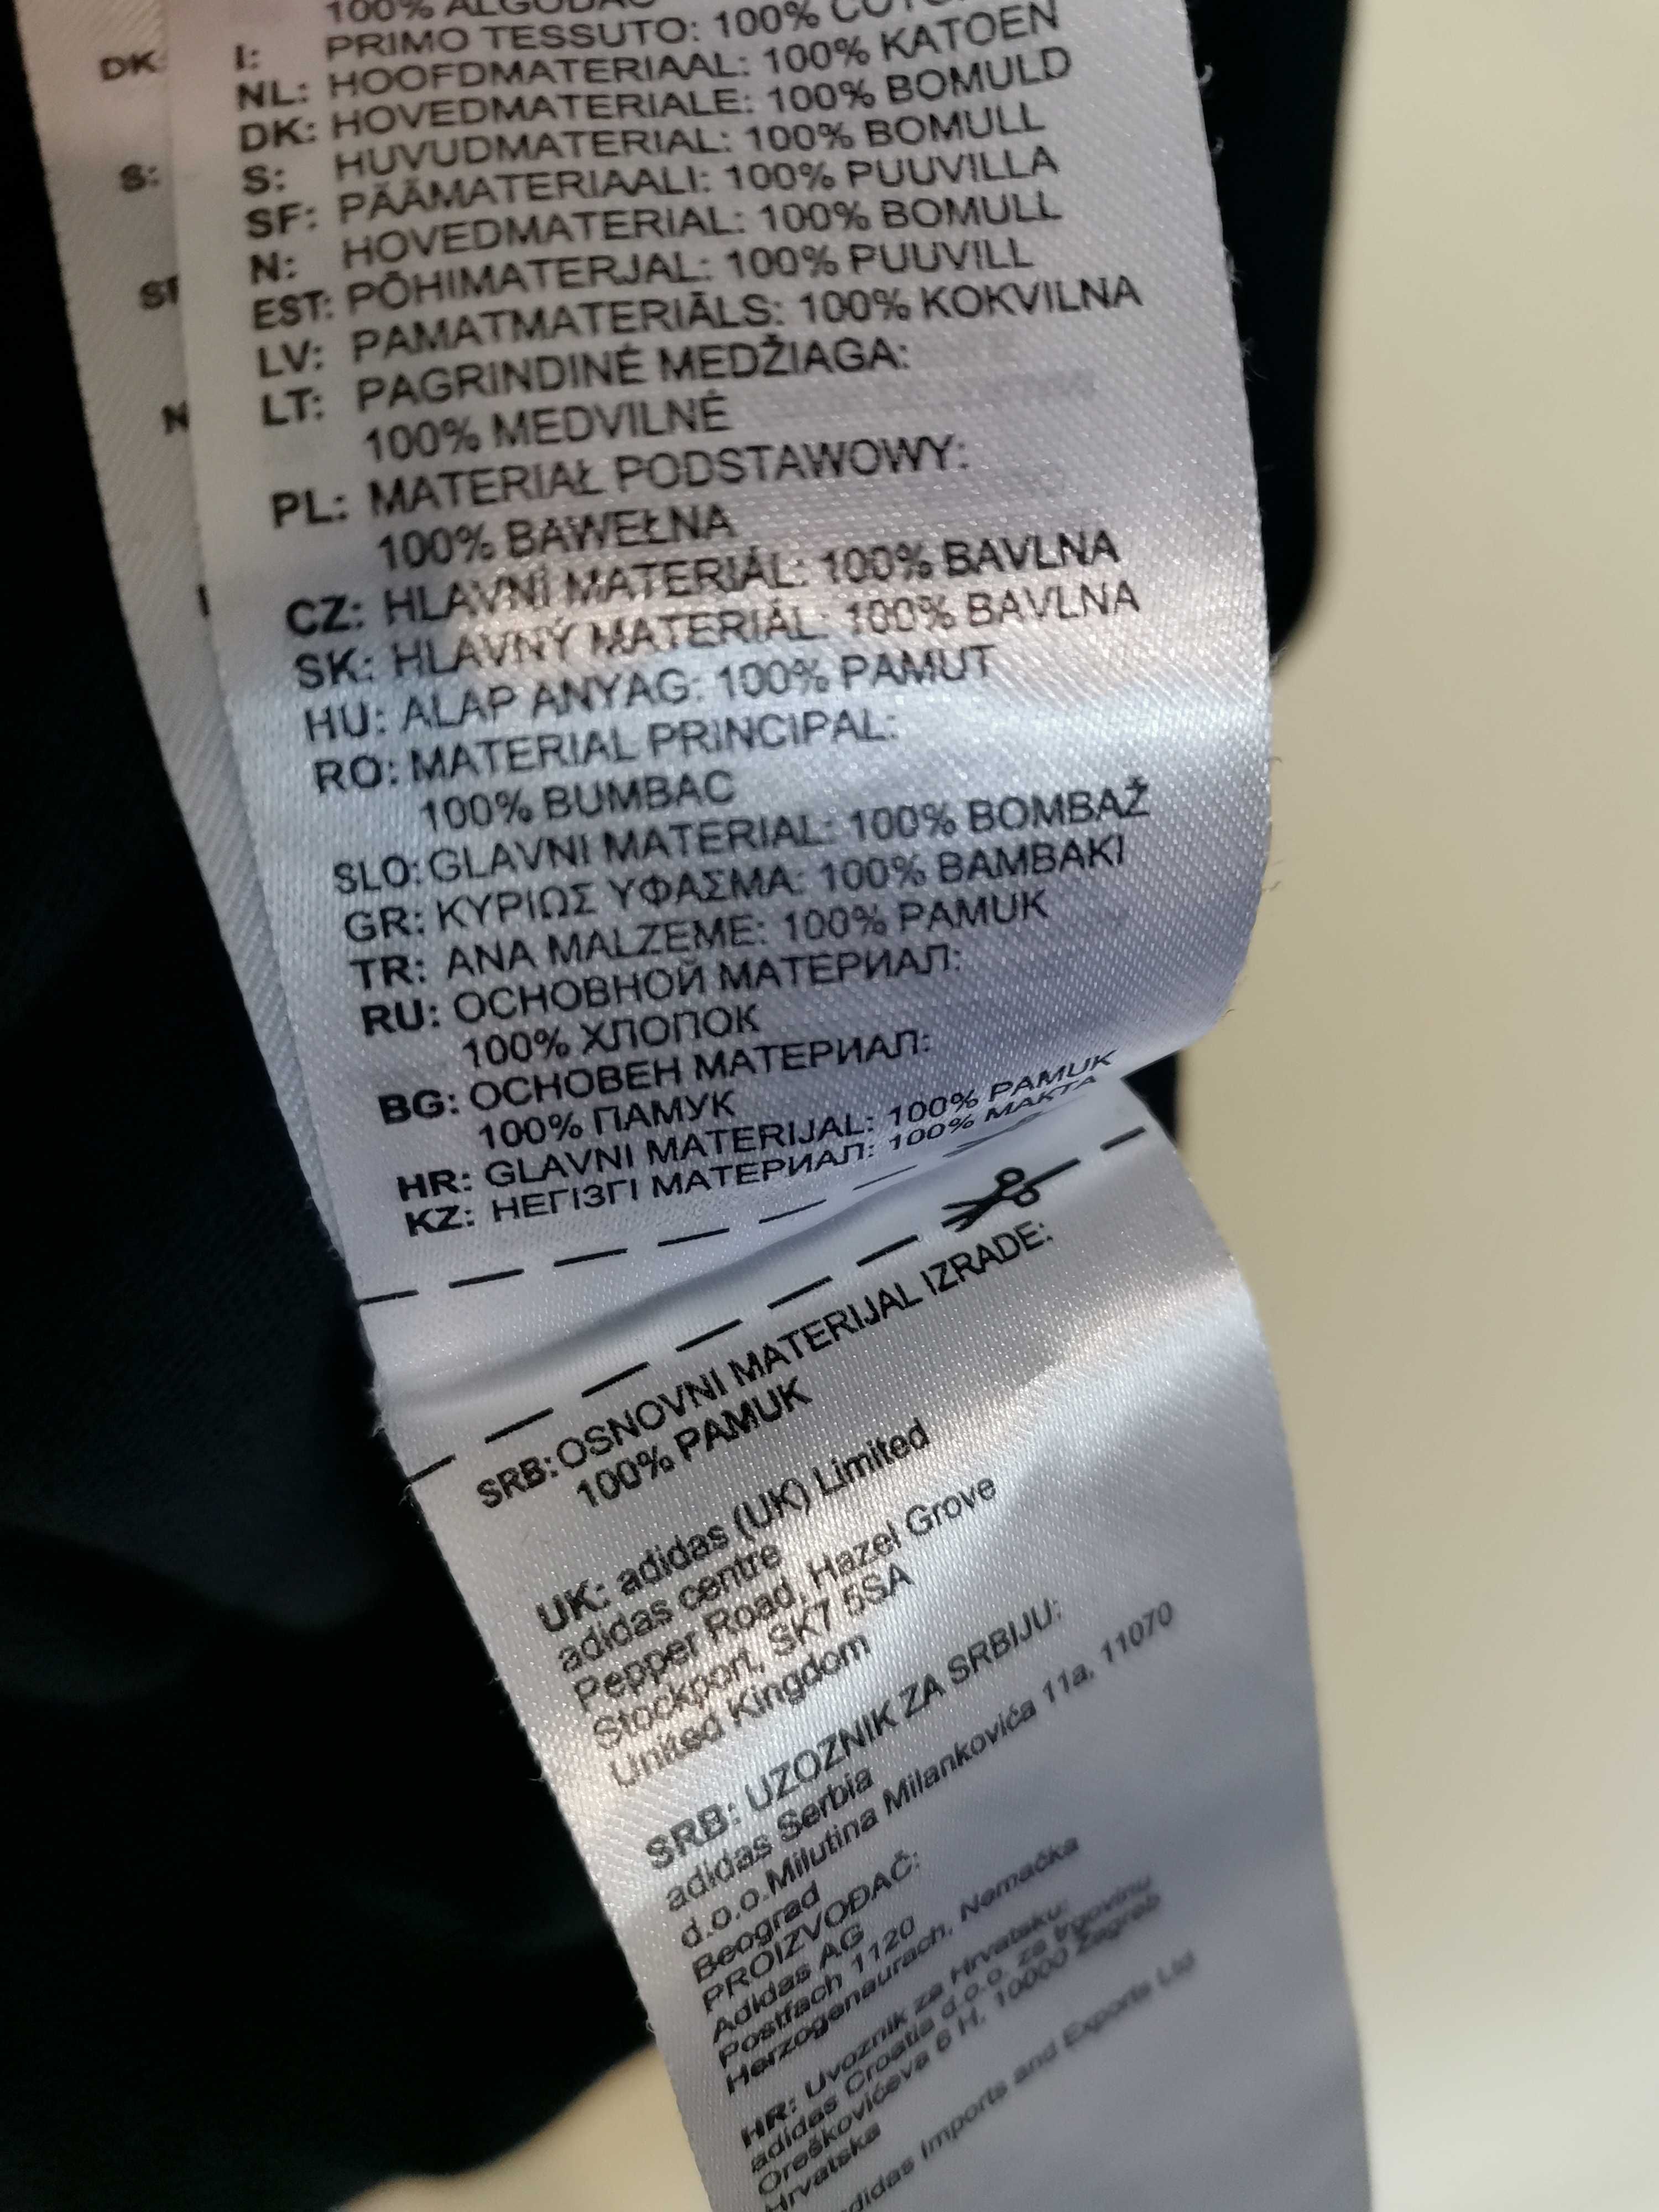 100% ALGODÃO
I: PRIMO TESSUTO: 100%
NL: HOOFDMATERIAAL: 100% KATOEN
DK: HOVEDMATERIALE: 100% BOMULD
S: HUVUDMATERIAL: 100% BOMULL
SF: PÄÄMATERIAALI: 100% PUUVILLA
N: HOVEDMATERIAL: 100% BOMULL
EST: PÕHIMATERJAL: 100% PUUVILL
LV: PAMATMATERIĀLS: 100% KOKVILNA
LT: PAGRINDINĖ MEDŽIAGA:
100% MEDVILNĖ
PL: MATERIAŁ PODSTAWOWY:
100% BAWEŁNA
CZ: HLAVNÍ MATERIÁL: 100% BAVLNA
SK: HLAVNÝ MATERIÁL: 100% BAVLNA
HU: ALAP ANYAG: 100% PAMUT
RO: MATERIAL PRINCIPAL:
100% BUMBAC
SLO: GLAVNI MATERIAL: 100% BOMBAŽ
GR: ΚΥΡΙΩΣ ΥΦΑΣΜΑ: 100% BAMBAKI
TR: ANA MALZEME: 100% PAMUK
RU: ОСНОВНОЙ МАТЕРИАЛ:
100% ХЛОПОК
BG: ОСНОВЕН МАТЕРИАЛ:
100% ПАМУК
HR: GLAVNI MATERIJAL: 100% PAMUK
KZ: НЕГІЗГІ МАТЕРИАЛ: 100% МАКТА
SRB: OSNOVNI MATERIJAL IZRADE:
100% PAMUK
UK: adidas (UK) Limited
adidas centre
Pepper Road, Hazel Grove
Stockport, SK7 5SA
United Kingdom
SRB: UZOZNIK ZA SRBIJU:
adidas Serbia
d.o.o.Milutina Milankovića 11a, 11070
Beograd
PROIZVOĐAČ:
Adidas AG
Postfach 1120
Herzogenaurach, Nemačka
HR: Uvoznik za Hrvatsku:
adidas Croatia d.o.o. za trgovinu
Oreškovićeva 6 H, 10000 Zagreb
Hrvatska
adidas Imports and Exports Ltd
DK:
S: